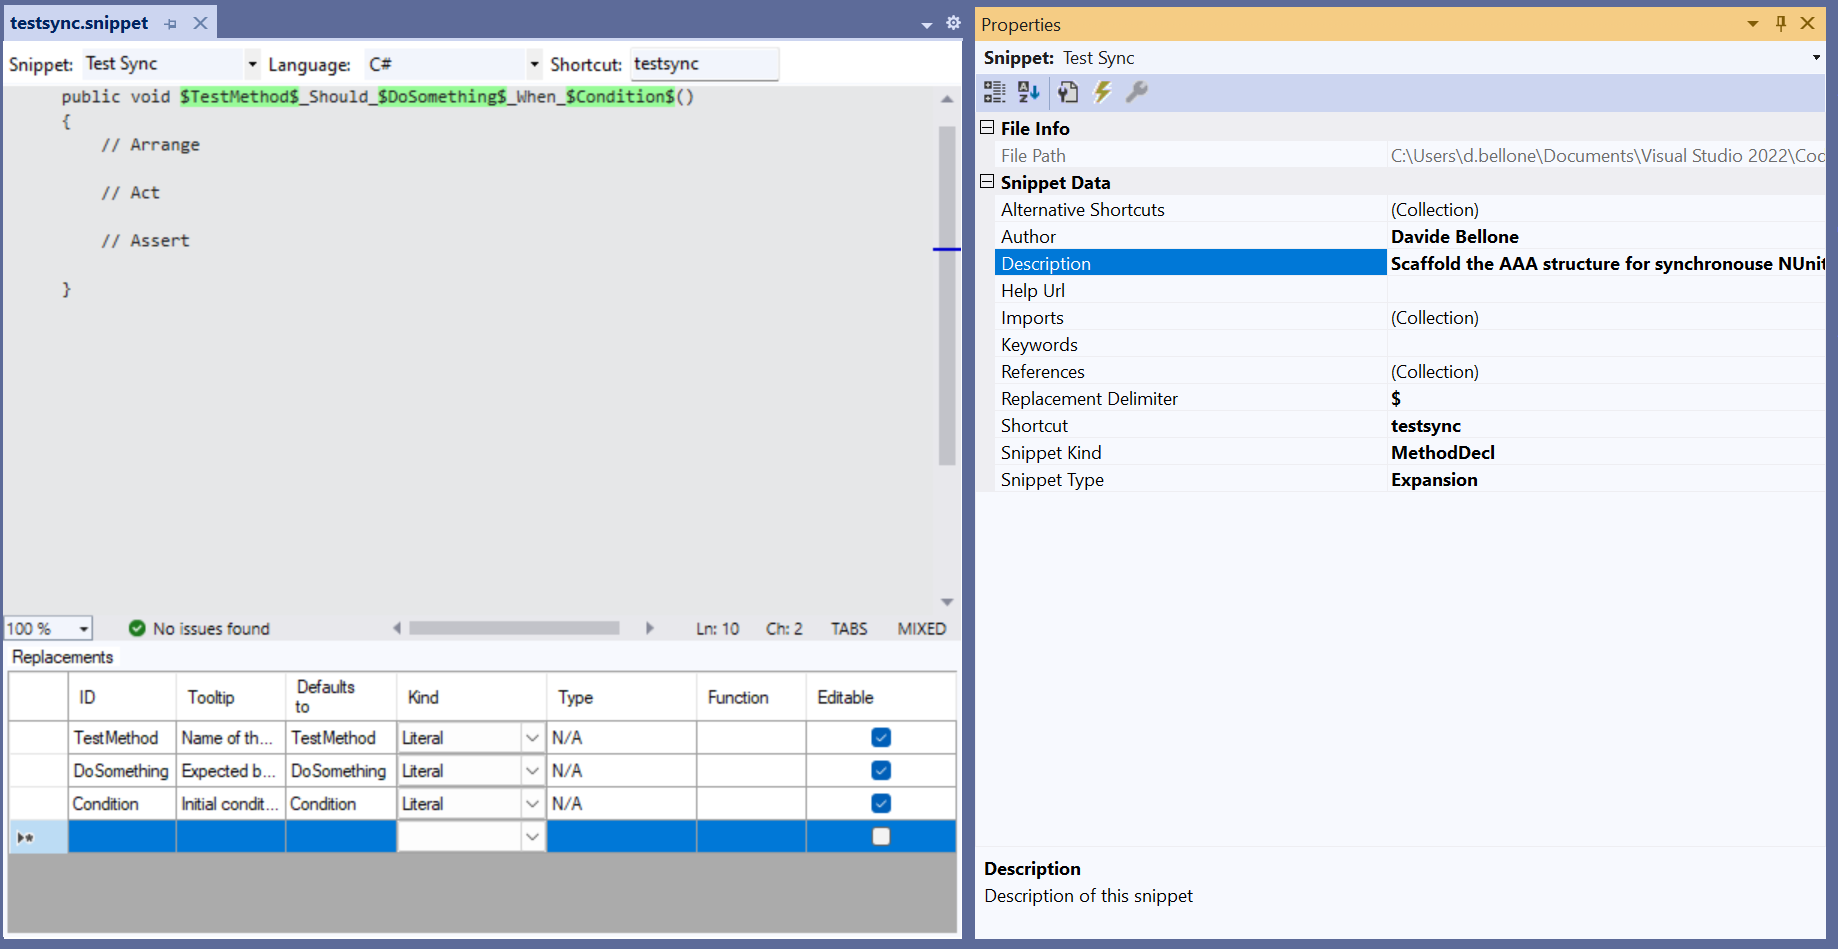 testsync.snippet
Snippet: Test Sync Language: C# Shortcut: testsync
public void $TestMethod$_Should_$DoSomething$_When_$Condition$()
{
// Arrange
// Act
// Assert
}
100 % No issues found Ln: 10 Ch: 2 TABS MIXED
Replacements
ID Tooltip Defaults to Kind Type Function Editable
TestMethod Name of th... TestMethod Literal N/A
DoSomething Expected b... DoSomething Literal N/A
Condition Initial condit... Condition Literal N/A
Properties
Snippet: Test Sync
File Info
File Path C:\Users\d.bellone\Documents\Visual Studio 2022\Coc
Snippet Data
Alternative Shortcuts (Collection)
Author Davide Bellone
Description Scaffold the AAA structure for synchronouse NUnit
Help Url
Imports (Collection)
Keywords
References (Collection)
Replacement Delimiter $
Shortcut testsync
Snippet Kind MethodDecl
Snippet Type Expansion
Description
Description of this snippet